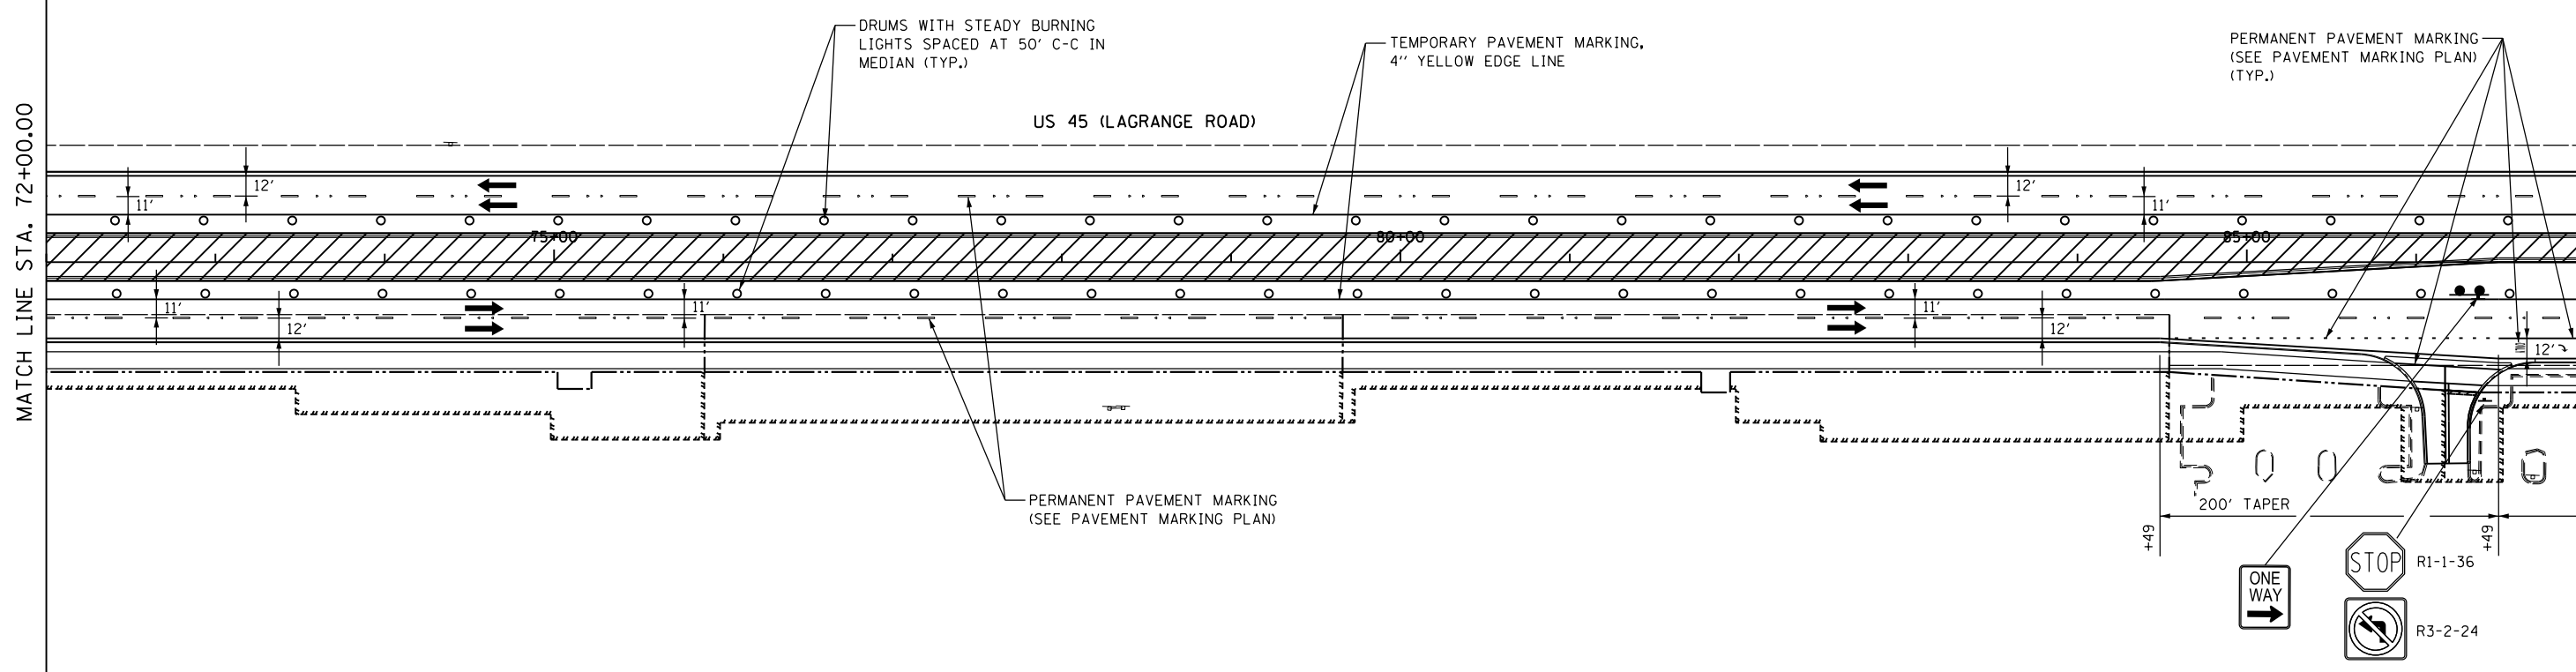 DRUMS WITH STEADY BURNING
LIGHTS SPACED AT 50' C-C IN
MEDIAN (TYP.)
TEMPORARY PAVEMENT MARKING,
4" YELLOW EDGE LINE
PERMANENT PAVEMENT MARKING
(SEE PAVEMENT MARKING PLAN)
(TYP.)
US 45 (LAGRANGE ROAD)
MATCH LINE STA. 72+00.00
12'
11'
12'
11'
75+00
80+00
85+00
11'
12'
11'
11'
12'
12'
PERMANENT PAVEMENT MARKING
(SEE PAVEMENT MARKING PLAN)
200' TAPER
+49
+49
ONE
WAY
STOP
R1-1-36
R3-2-24